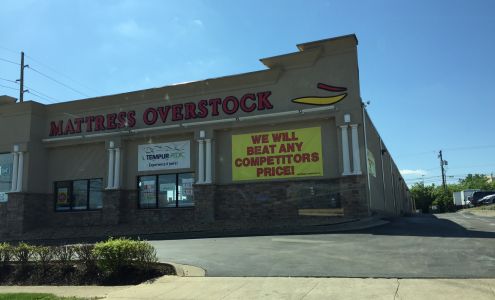 MATTRESS OVERSTOCK
TEMPUR-PEDIC
WE WILL
BEAT ANY
COMPETITORS
PRICE!